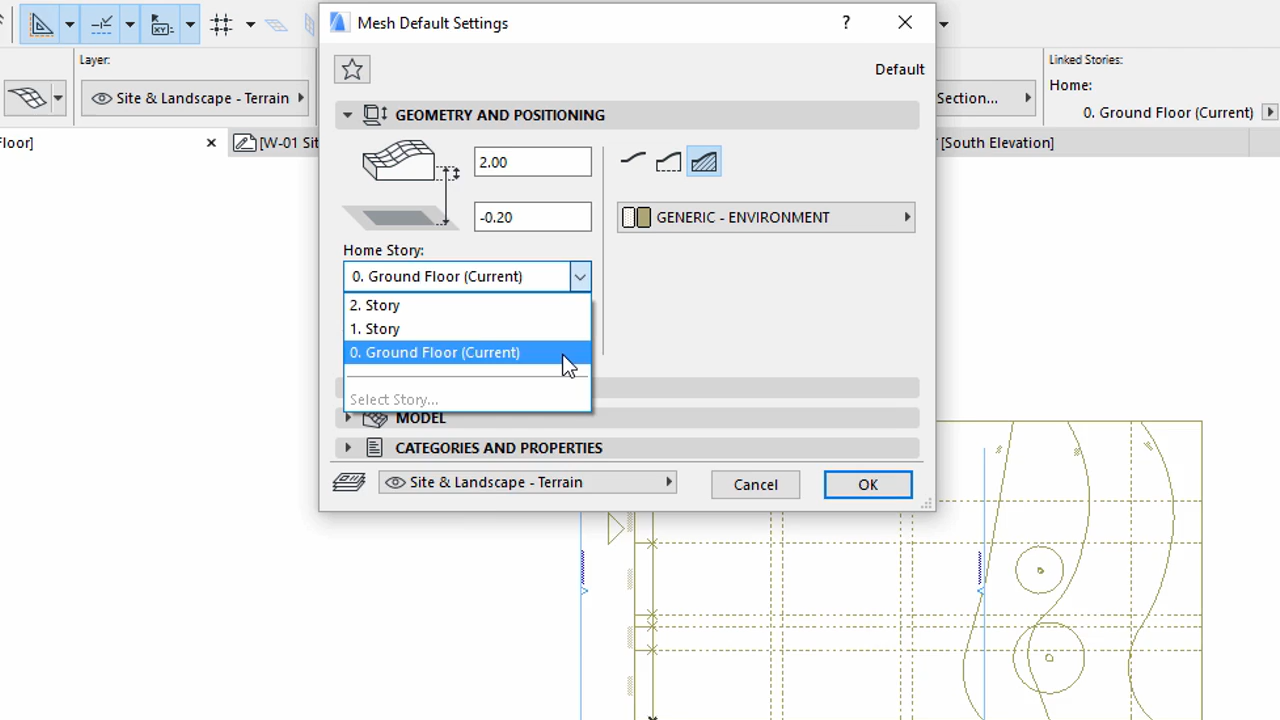 Mesh Default Settings
?
Layer:
Site & Landscape - Terrain
Default
Linked Stories:
Home:
Section...
0. Ground Floor (Current)
GEOMETRY AND POSITIONING
loor]
[W-01 Sit
[South Elevation]
2.00
-0.20
GENERIC - ENVIRONMENT
Home Story:
0. Ground Floor (Current)
2. Story
1. Story
0. Ground Floor (Current)
Select Story...
MODEL
CATEGORIES AND PROPERTIES
Site & Landscape - Terrain
Cancel
OK